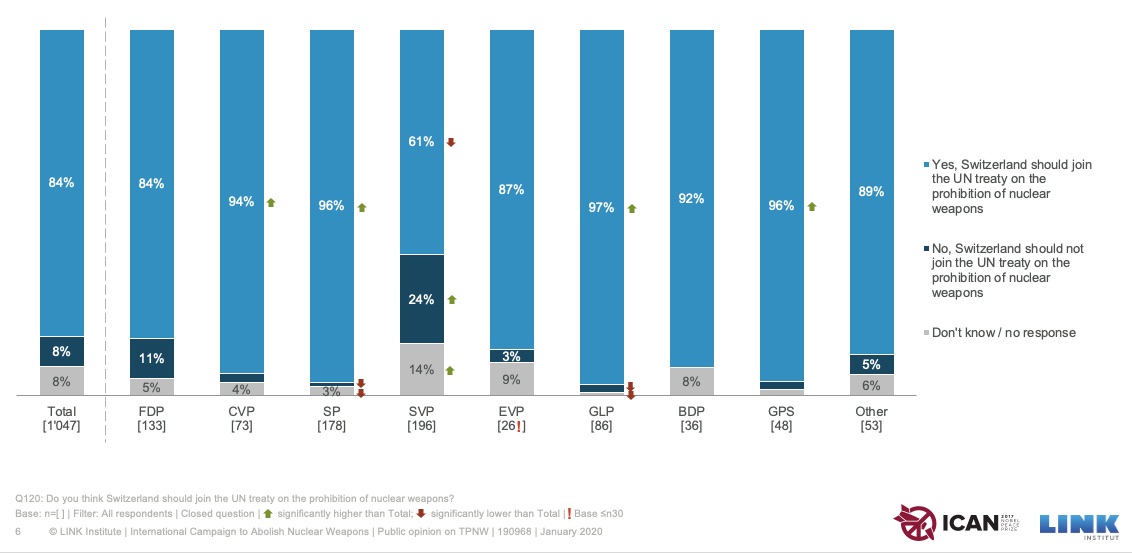 84%
84%
94%
96%
61%
87%
97%
92%
96%
89%
8%
11%
24%
3%
5%
8%
5%
4%
3%
14%
9%
8%
6%
Total
[1'047]
FDP
[133]
CVP
[73]
SP
[178]
SVP
[196]
EVP
[26!]
GLP
[86]
BDP
[36]
GPS
[48]
Other
[53]
Yes, Switzerland should join
the UN treaty on the
prohibition of nuclear
weapons
No, Switzerland should not
join the UN treaty on the
prohibition of nuclear
weapons
Don't know / no response
Q120: Do you think Switzerland should join the UN treaty on the prohibition of nuclear weapons?
Base: n=[ ] | Filter: All respondents | Closed question | significantly higher than Total; significantly lower than Total | ! Base ≤n30
6 © LINK Institute | International Campaign to Abolish Nuclear Weapons | Public opinion on TPNW | 190968 | January 2020
ICAN
2017
NOBEL
PEACE
PRIZE
LINK
INSTITUT